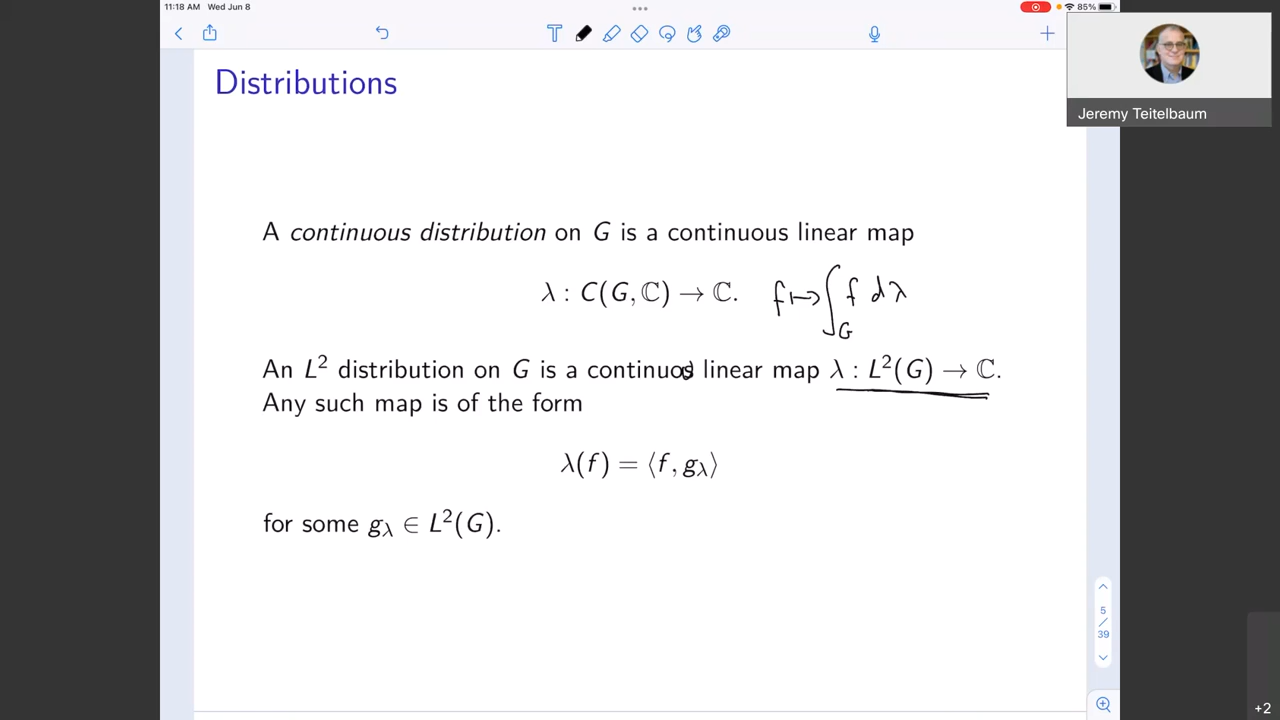 11:18 AM Wed Jun 8
85%
Jeremy Teitelbaum
Distributions
A continuous distribution on G is a continuous linear map
λ : C(G, ℂ) → ℂ. f ↦ ∫_G f dλ
An L² distribution on G is a continuous linear map λ : L²(G) → ℂ.
Any such map is of the form
λ(f) = ⟨f, g_λ⟩
for some g_λ ∈ L²(G).
5
/
39
+2